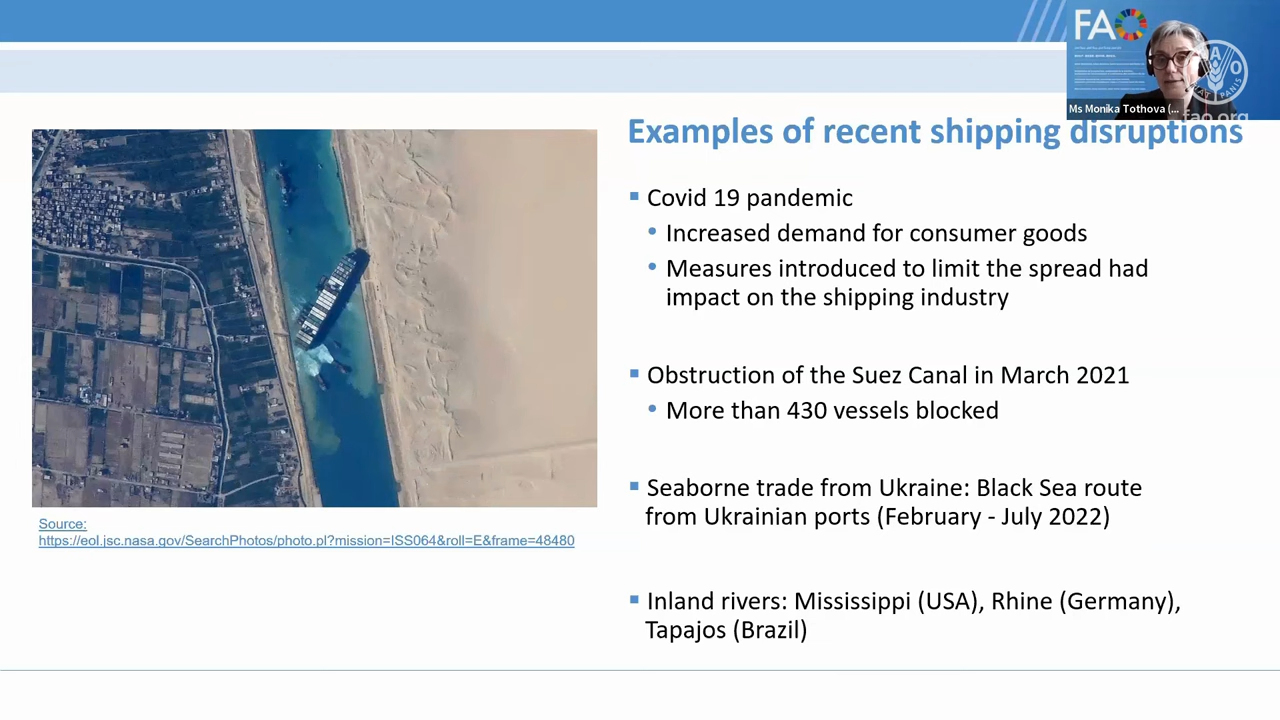 FAO
Ms Monika Tothova (...
fao.org
Examples of recent shipping disruptions
Covid 19 pandemic
Increased demand for consumer goods
Measures introduced to limit the spread had
impact on the shipping industry
Obstruction of the Suez Canal in March 2021
More than 430 vessels blocked
Seaborne trade from Ukraine: Black Sea route
from Ukrainian ports (February - July 2022)
Inland rivers: Mississippi (USA), Rhine (Germany),
Tapajos (Brazil)
Source:
https://eol.jsc.nasa.gov/SearchPhotos/photo.pl?mission=ISS064&roll=E&frame=48480